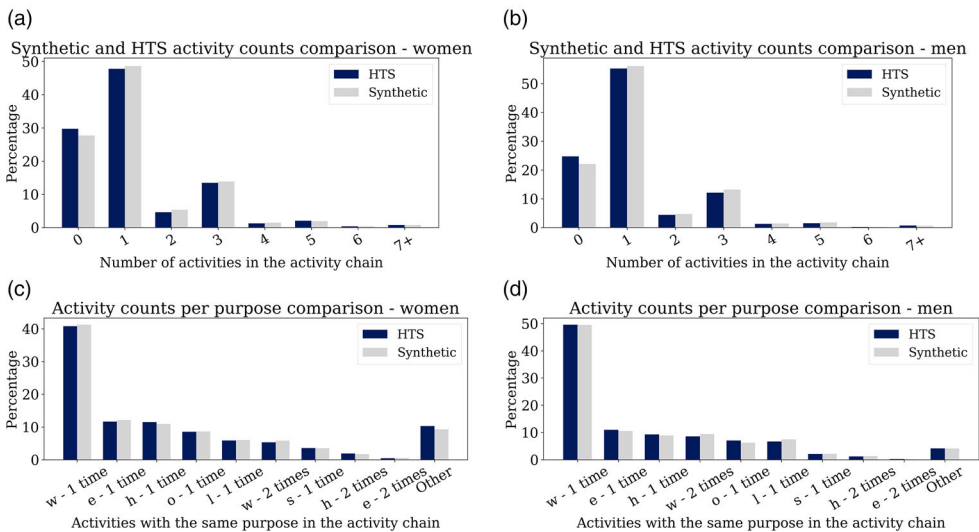 (a)
Synthetic and HTS activity counts comparison - women
50
40
30
20
10
0
Percentage
HTS
Synthetic
0 1 2 3 4 5 6 7+
Number of activities in the activity chain
(b)
Synthetic and HTS activity counts comparison - men
50
40
30
20
10
0
Percentage
HTS
Synthetic
0 1 2 3 4 5 6 7+
Number of activities in the activity chain
(c)
Activity counts per purpose comparison - women
40
30
20
10
0
Percentage
HTS
Synthetic
w - 1 time e - 1 time h - 1 time o - 1 time l - 1 time w - 2 times s - 1 time h - 2 times e - 2 times Other
Activities with the same purpose in the activity chain
(d)
Activity counts per purpose comparison - men
50
40
30
20
10
0
Percentage
HTS
Synthetic
w - 1 time e - 1 time h - 1 time w - 2 times o - 1 time l - 1 time s - 1 time h - 2 times e - 2 times Other
Activities with the same purpose in the activity chain